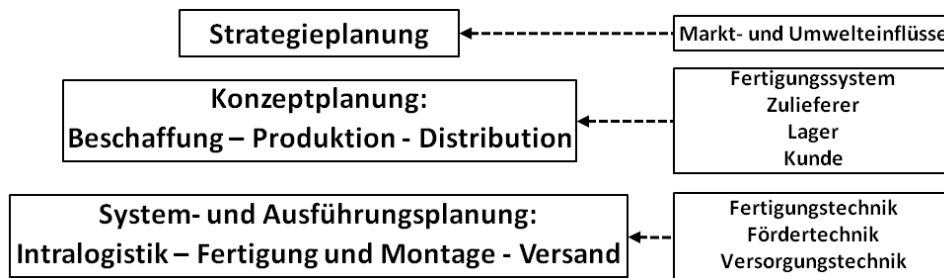 Strategieplanung
Markt- und Umwelteinflüsse
Konzeptplanung:
Beschaffung – Produktion - Distribution
Fertigungssystem
Zulieferer
Lager
Kunde
System- und Ausführungsplanung:
Intralogistik – Fertigung und Montage - Versand
Fertigungstechnik
Fördertechnik
Versorgungstechnik